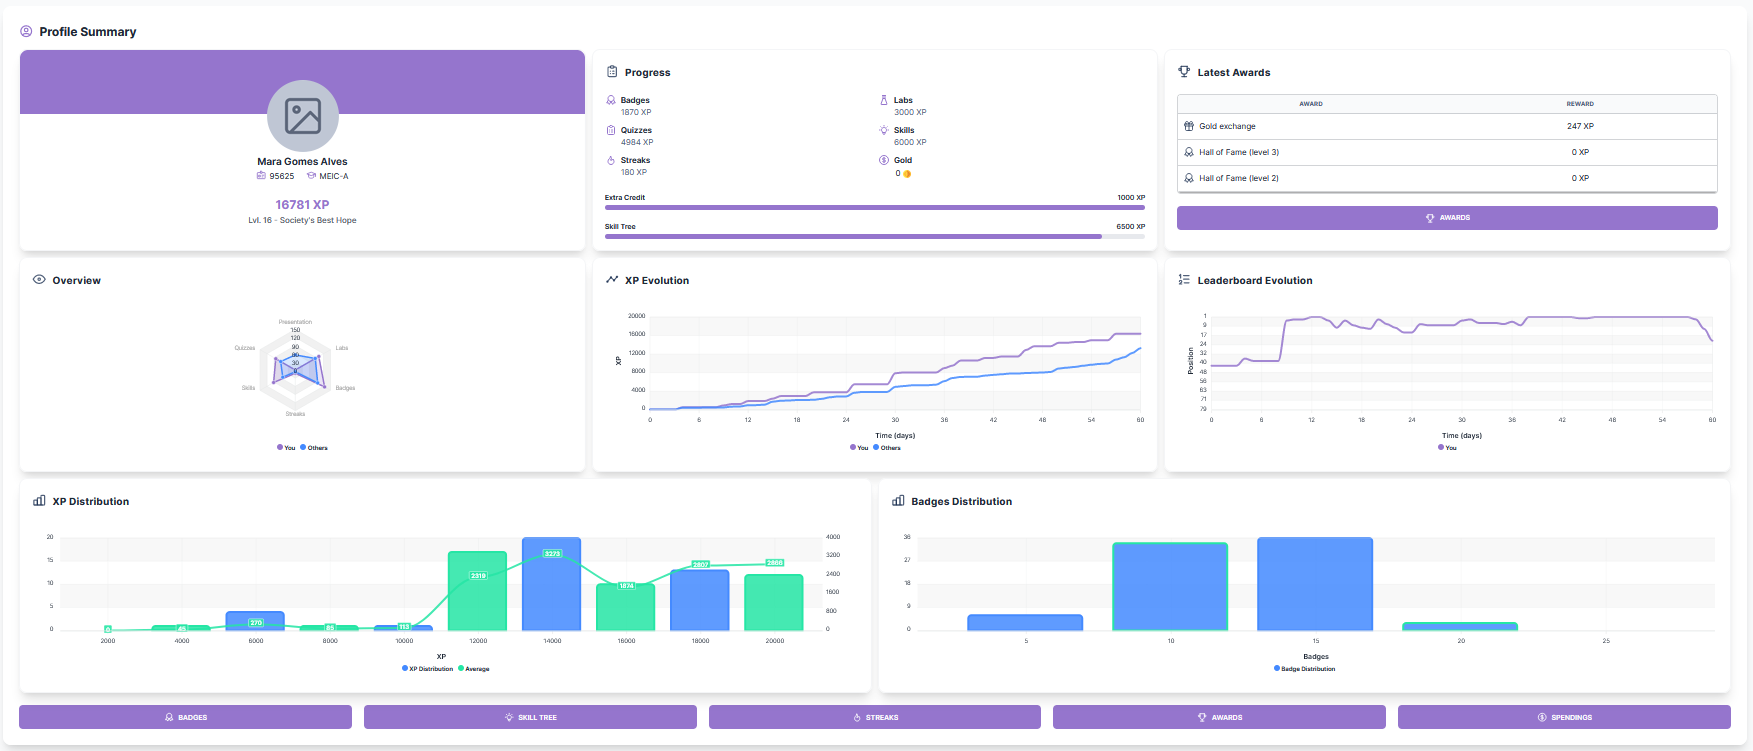 Profile Summary
Mara Gomes Alves
95625 MEIC-A
16781 XP
Lvl. 16 - Society's Best Hope
Progress
Badges
1870 XP
Labs
3000 XP
Quizzes
4984 XP
Skills
6000 XP
Streaks
180 XP
Gold
0
Extra Credit 1000 XP
Skill Tree 6500 XP
Latest Awards
AWARD REWARD
Gold exchange 247 XP
Hall of Fame (level 3) 0 XP
Hall of Fame (level 2) 0 XP
AWARDS
Overview
Presentation
150
120
90
60
30
0
Quizzes Labs
Skills Badges
Streaks
You Others
XP Evolution
20000
16000
12000
8000
4000
0
XP
0 6 12 18 24 30 36 42 48 54 60
Time (days)
You Others
Leaderboard Evolution
1
9
17
24
32
40
48
56
63
71
79
Position
0 6 12 18 24 30 36 42 48 54 60
Time (days)
You
XP Distribution
20
15
10
5
0
4000
3200
2400
1600
800
0
3273
2319
1874
2807
2868
270
2000 4000 6000 8000 10000 12000 14000 16000 18000 20000
XP
XP Distribution Average
Badges Distribution
36
27
18
9
0
5 10 15 20 25
Badges
Badge Distribution
BADGES
SKILL TREE
STREAKS
AWARDS
SPENDINGS